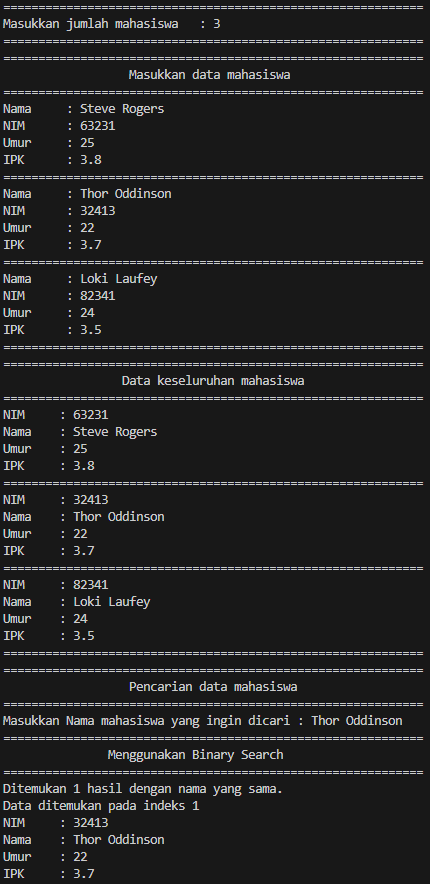 ============================================================
Masukkan jumlah mahasiswa   : 3
============================================================
============================================================
                  Masukkan data mahasiswa
============================================================
Nama     : Steve Rogers
NIM      : 63231
Umur     : 25
IPK      : 3.8
============================================================
Nama     : Thor Oddinson
NIM      : 32413
Umur     : 22
IPK      : 3.7
============================================================
Nama     : Loki Laufey
NIM      : 82341
Umur     : 24
IPK      : 3.5
============================================================
============================================================
                 Data keseluruhan mahasiswa
============================================================
NIM     : 63231
Nama    : Steve Rogers
Umur    : 25
IPK     : 3.8
============================================================
NIM     : 32413
Nama    : Thor Oddinson
Umur    : 22
IPK     : 3.7
============================================================
NIM     : 82341
Nama    : Loki Laufey
Umur    : 24
IPK     : 3.5
============================================================
============================================================
                  Pencarian data mahasiswa
============================================================
Masukkan Nama mahasiswa yang ingin dicari : Thor Oddinson
============================================================
               Menggunakan Binary Search
============================================================
Ditemukan 1 hasil dengan nama yang sama.
Data ditemukan pada indeks 1
NIM     : 32413
Nama    : Thor Oddinson
Umur    : 22
IPK     : 3.7